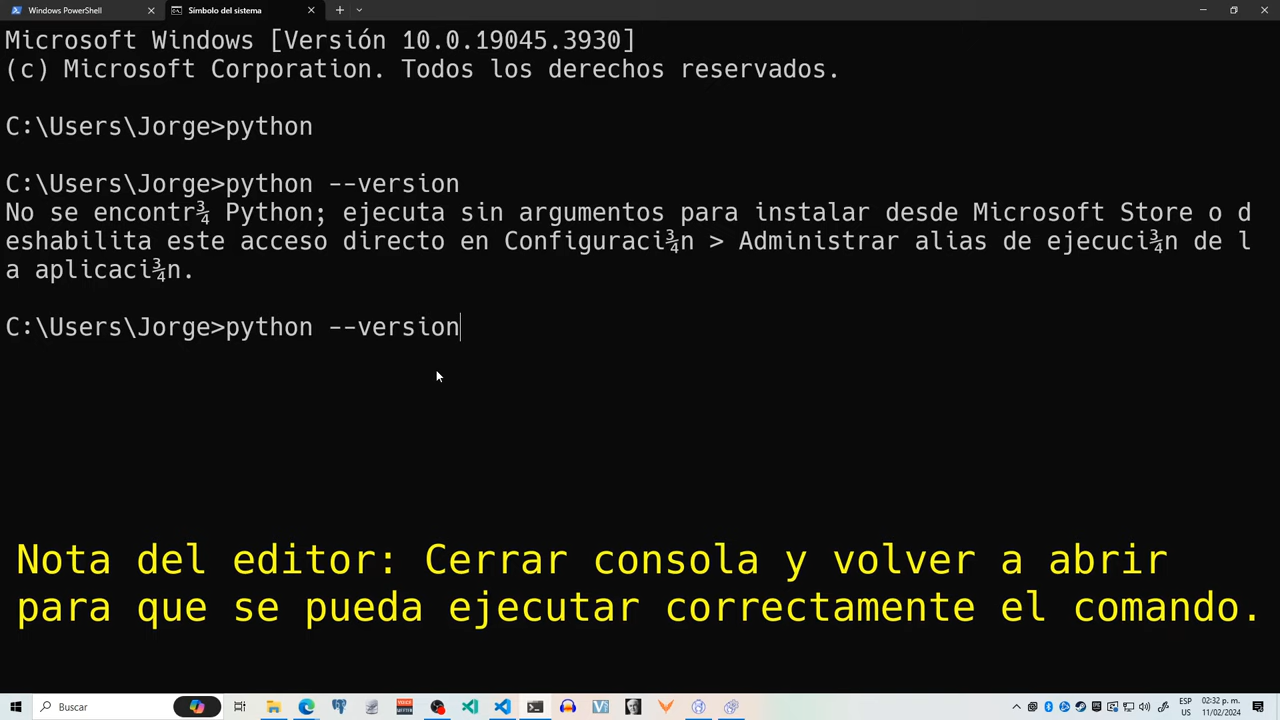 Windows PowerShell
Símbolo del sistema
Microsoft Windows [Versión 10.0.19045.3930]
(c) Microsoft Corporation. Todos los derechos reservados.
C:\Users\Jorge>python
C:\Users\Jorge>python --version
No se encontr¾ Python; ejecuta sin argumentos para instalar desde Microsoft Store o d
eshabilita este acceso directo en Configuraci¾n > Administrar alias de ejecuci¾n de l
a aplicaci¾n.
C:\Users\Jorge>python --version
Nota del editor: Cerrar consola y volver a abrir
para que se pueda ejecutar correctamente el comando.
Buscar
ESP
US
02:32 p. m.
11/02/2024